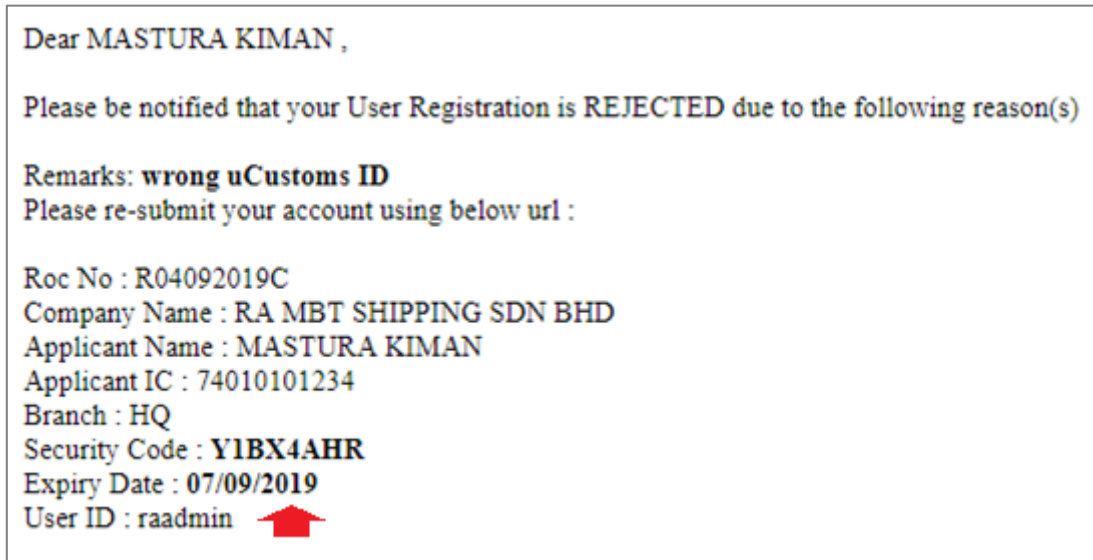 Dear MASTURA KIMAN ,
Please be notified that your User Registration is REJECTED due to the following reason(s)
Remarks: wrong uCustoms ID
Please re-submit your account using below url :
Roc No : R04092019C
Company Name : RA MBT SHIPPING SDN BHD
Applicant Name : MASTURA KIMAN
Applicant IC : 74010101234
Branch : HQ
Security Code : Y1BX4AHR
Expiry Date : 07/09/2019
User ID : raadmin